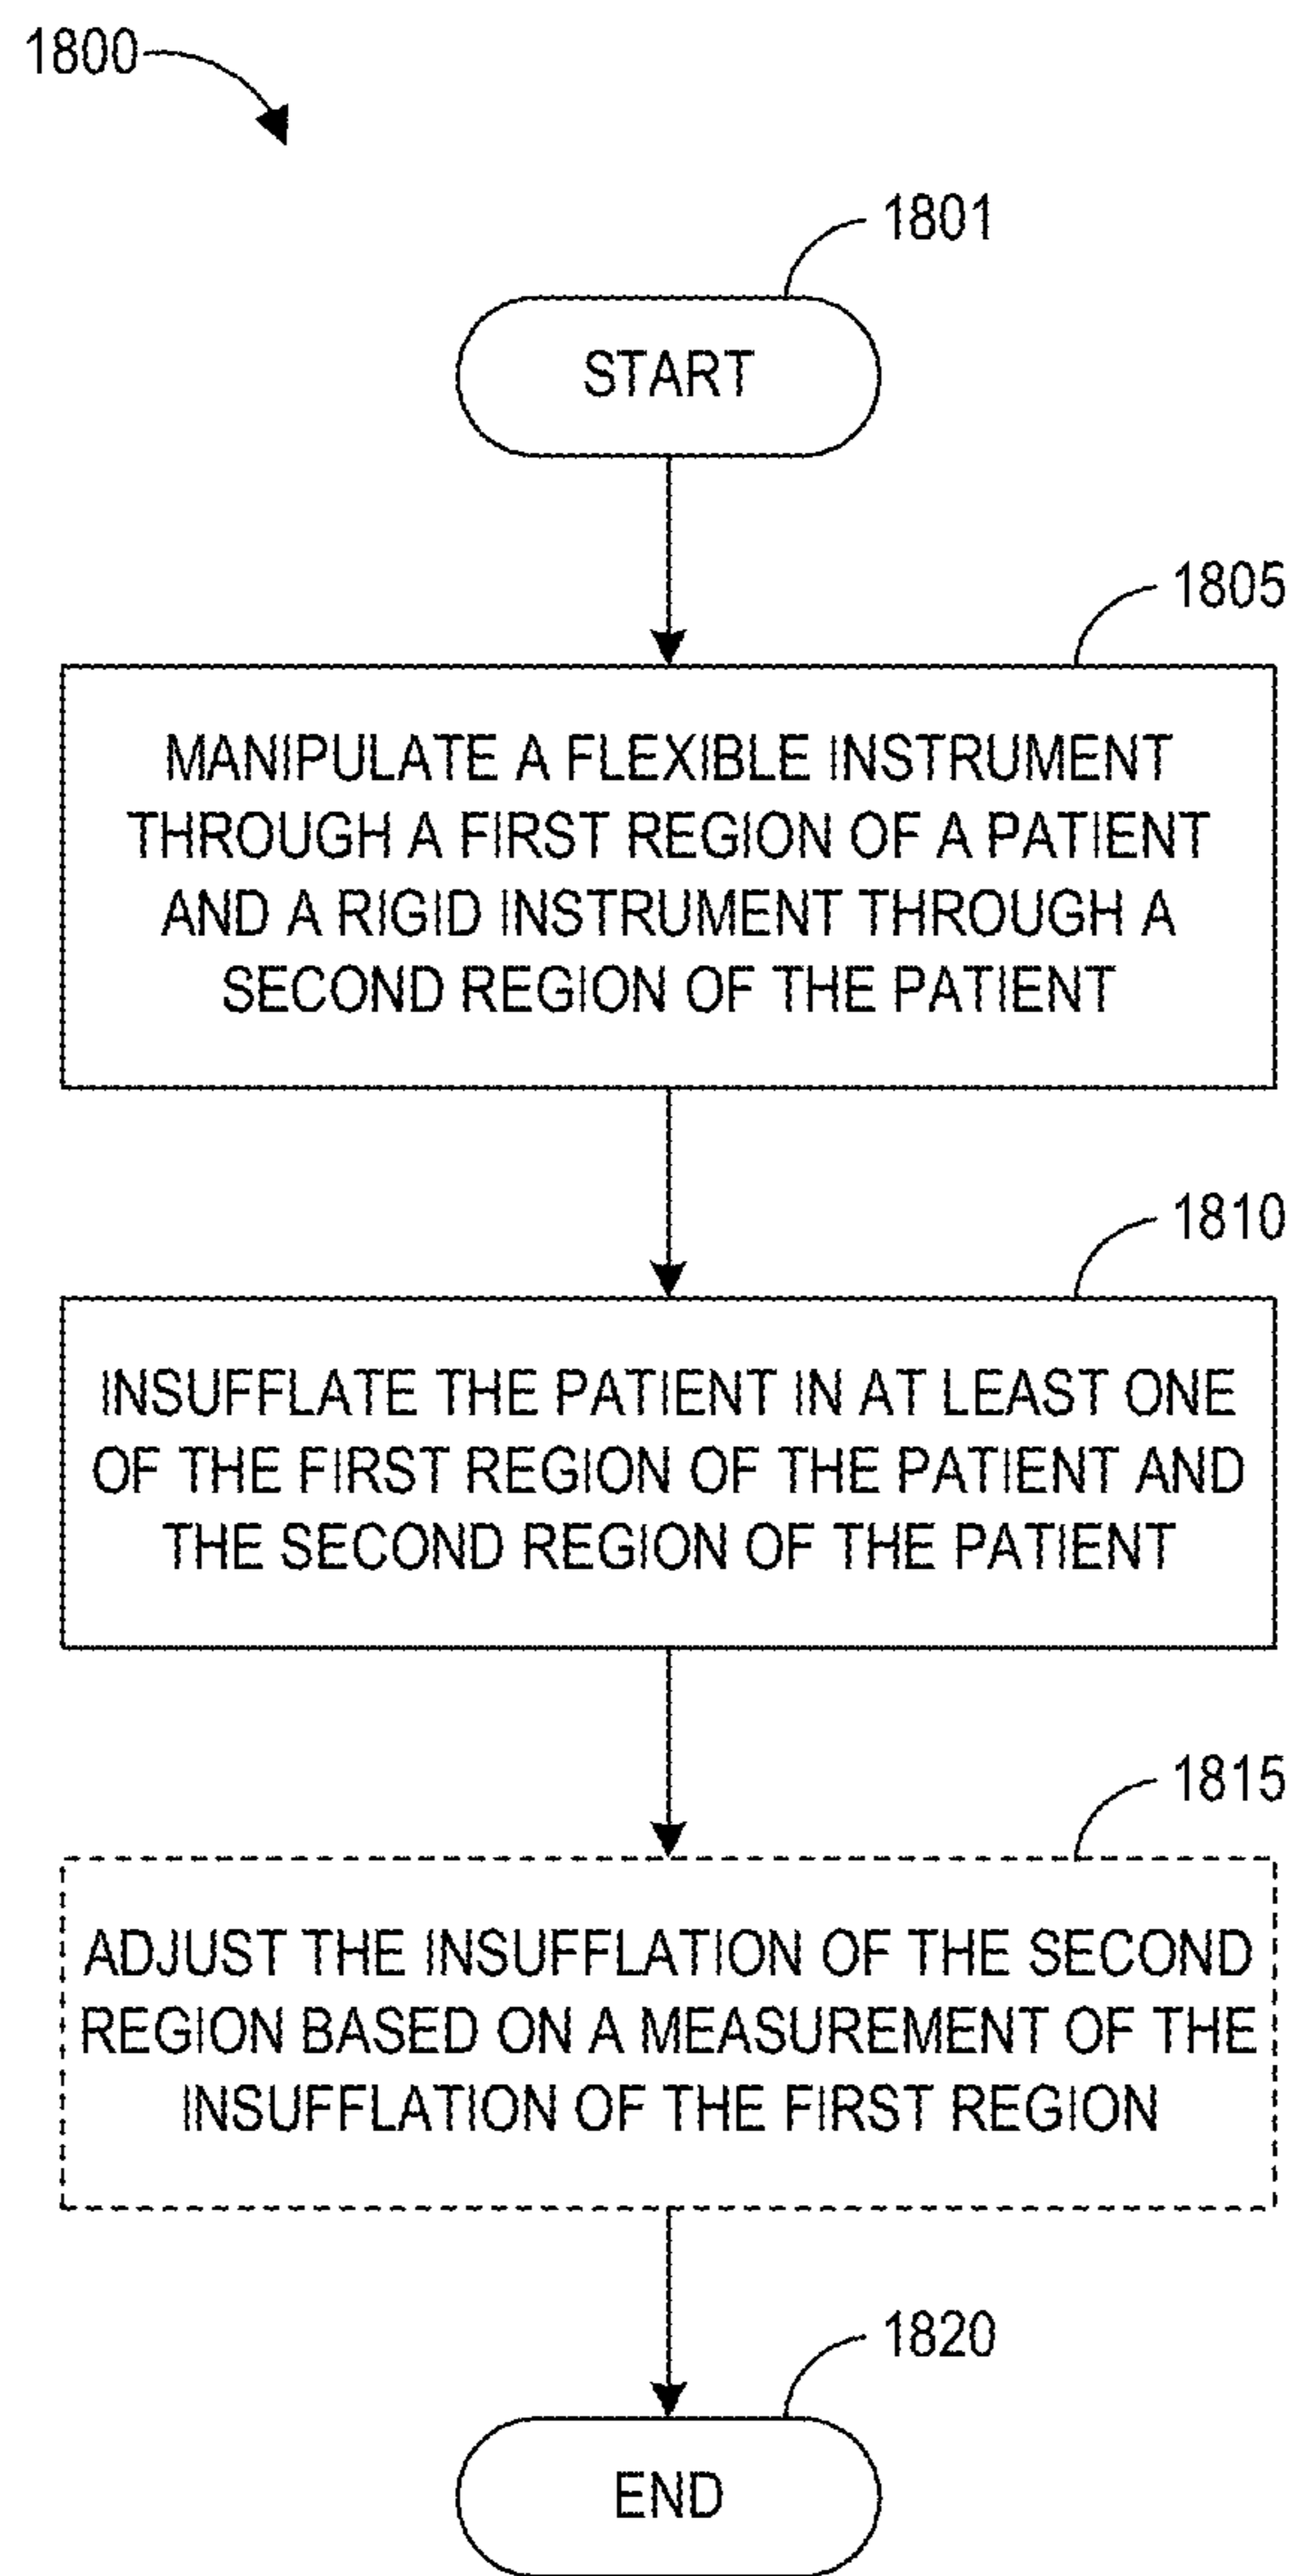 1800
1801
START
1805
MANIPULATE A FLEXIBLE INSTRUMENT
THROUGH A FIRST REGION OF A PATIENT
AND A RIGID INSTRUMENT THROUGH A
SECOND REGION OF THE PATIENT
1810
INSUFFLATE THE PATIENT IN AT LEAST ONE
OF THE FIRST REGION OF THE PATIENT AND
THE SECOND REGION OF THE PATIENT
1815
ADJUST THE INSUFFLATION OF THE SECOND
REGION BASED ON A MEASUREMENT OF THE
INSUFFLATION OF THE FIRST REGION
1820
END